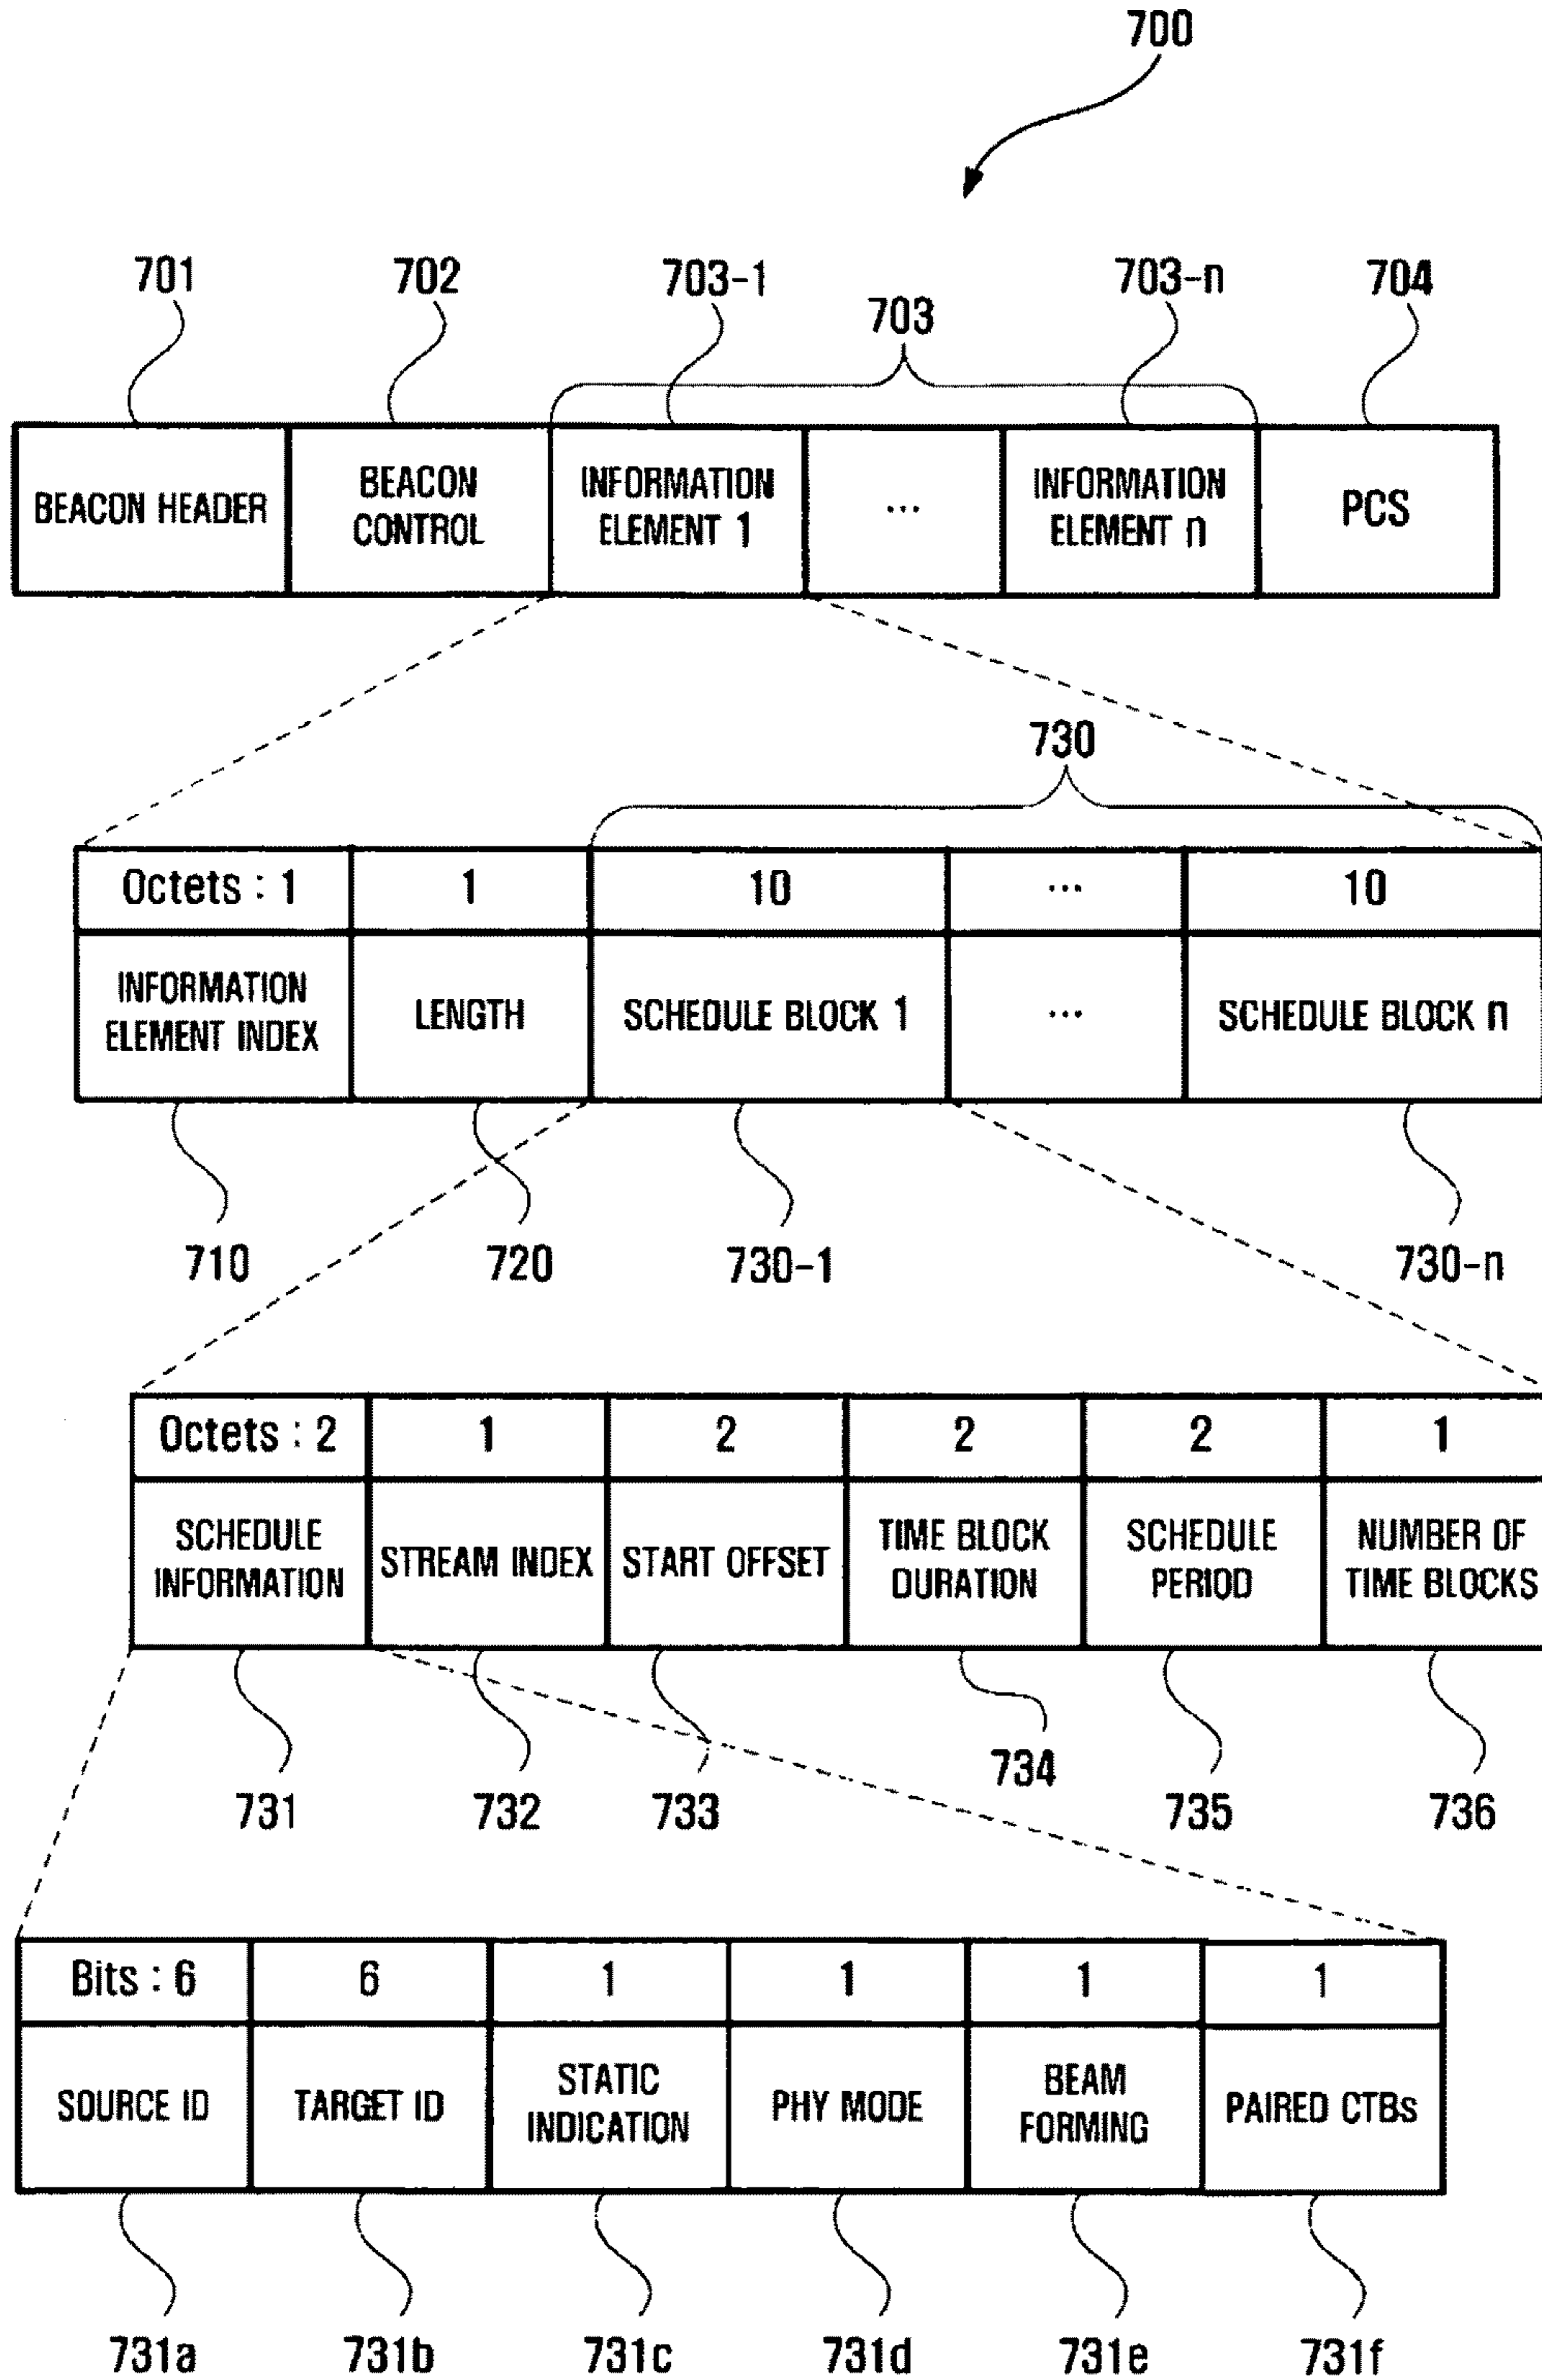 700
701 702 703-1 703 703-n 704
BEACON HEADER
BEACON CONTROL
INFORMATION ELEMENT 1
...
INFORMATION ELEMENT n
PCS
730
Octets : 1 1 10 ... 10
INFORMATION ELEMENT INDEX
LENGTH
SCHEDULE BLOCK 1
...
SCHEDULE BLOCK n
710 720 730-1 730-n
Octets : 2 1 2 2 2 1
SCHEDULE INFORMATION
STREAM INDEX
START OFFSET
TIME BLOCK DURATION
SCHEDULE PERIOD
NUMBER OF TIME BLOCKS
731 732 733 734 735 736
Bits : 6 6 1 1 1 1
SOURCE ID
TARGET ID
STATIC INDICATION
PHY MODE
BEAM FORMING
PAIRED CTBs
731a 731b 731c 731d 731e 731f